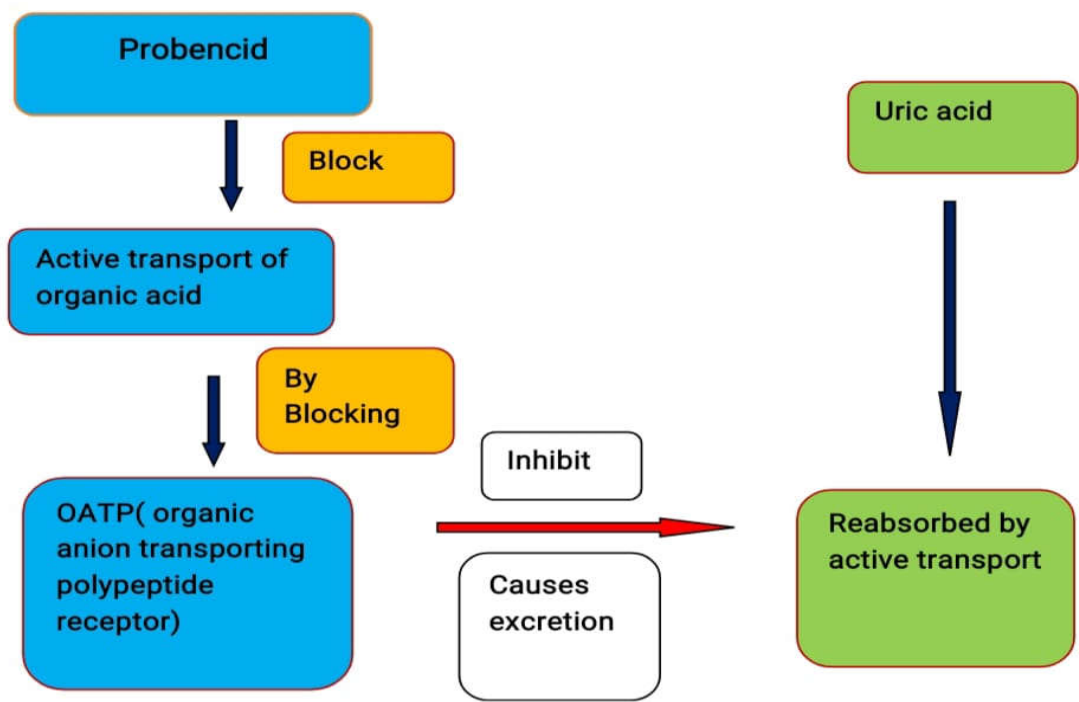 Probencid
Block
Active transport of
organic acid
By
Blocking
OATP( organic
anion transporting
polypeptide
receptor)
Inhibit
Causes
excretion
Uric acid
Reabsorbed by
active transport